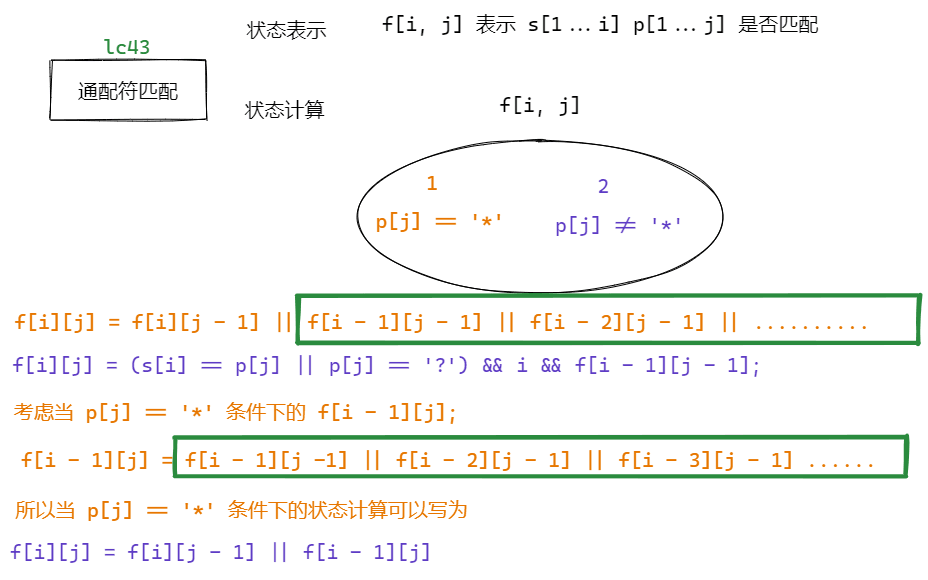 状态表示 f[i, j] 表示 s[1 ... i] p[1 ... j] 是否匹配
lc43
通配符匹配
状态计算 f[i, j]
1 2
p[j] == '*' p[j] ≠ '*'
f[i][j] = f[i][j - 1] || f[i - 1][j - 1] || f[i - 2][j - 1] || ..........
f[i][j] = (s[i] == p[j] || p[j] == '?') && i && f[i - 1][j - 1];
考虑当 p[j] == '*' 条件下的 f[i - 1][j];
f[i - 1][j] = f[i - 1][j -1] || f[i - 2][j - 1] || f[i - 3][j - 1] ......
所以当 p[j] == '*' 条件下的状态计算可以写为
f[i][j] = f[i][j - 1] || f[i - 1][j]